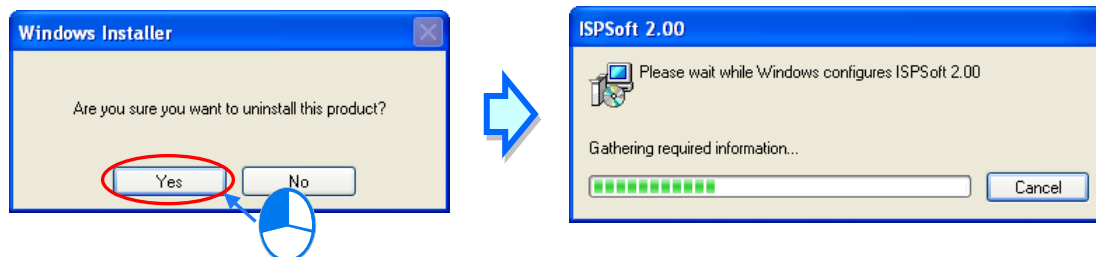 Windows Installer
Are you sure you want to uninstall this product?
Yes
No
ISPSoft 2.00
Please wait while Windows configures ISPSoft 2.00
Gathering required information...
Cancel